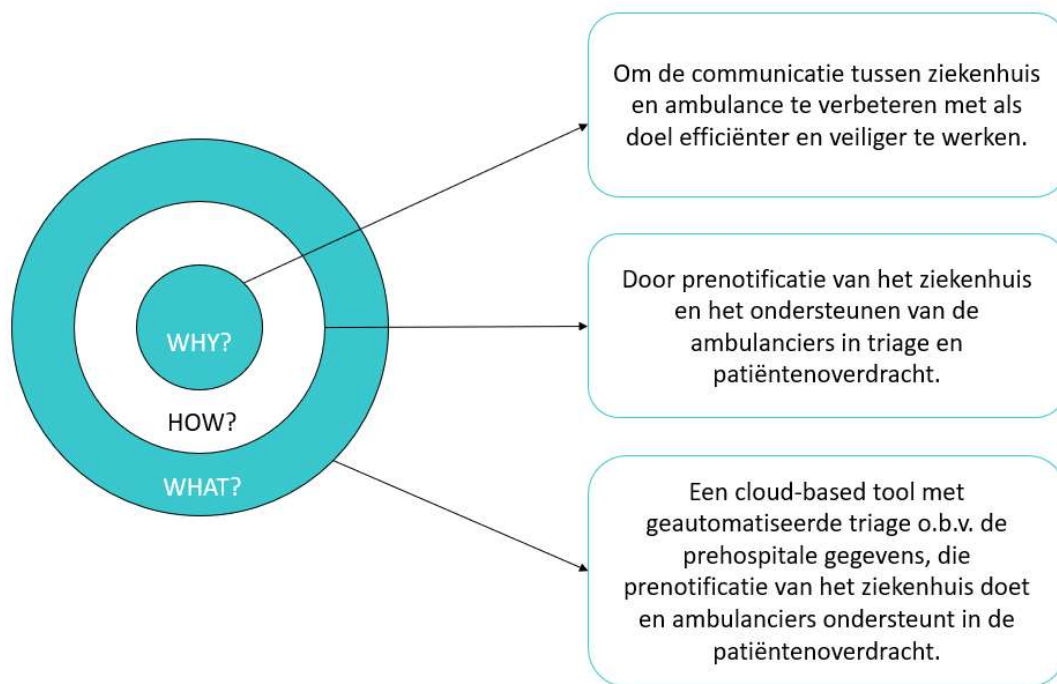 Om de communicatie tussen ziekenhuis
en ambulance te verbeteren met als
doel efficiënter en veiliger te werken.
WHY?
HOW?
WHAT?
Door prenotificatie van het ziekenhuis
en het ondersteunen van de
ambulanciers in triage en
patiëntenoverdracht.
Een cloud-based tool met
geautomatiseerde triage o.b.v. de
prehospitale gegevens, die
prenotificatie van het ziekenhuis doet
en ambulanciers ondersteunt in de
patiëntenoverdracht.